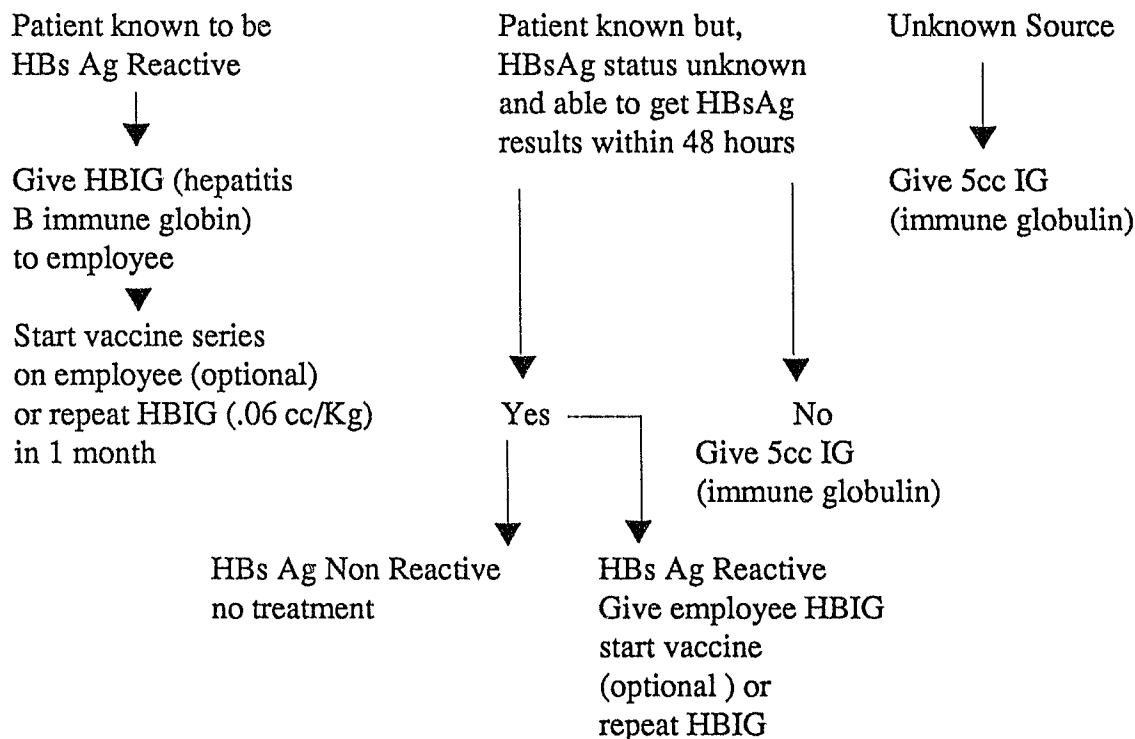 Patient known to be
HBs Ag Reactive
Give HBIG (hepatitis
B immune globin)
to employee
Start vaccine series
on employee (optional)
or repeat HBIG (.06 cc/Kg)
in 1 month
Patient known but,
HBsAg status unknown
and able to get HBsAg
results within 48 hours
Yes
HBs Ag Non Reactive
no treatment
HBs Ag Reactive
Give employee HBIG
start vaccine
(optional ) or
repeat HBIG
No
Give 5cc IG
(immune globulin)
Unknown Source
Give 5cc IG
(immune globulin)